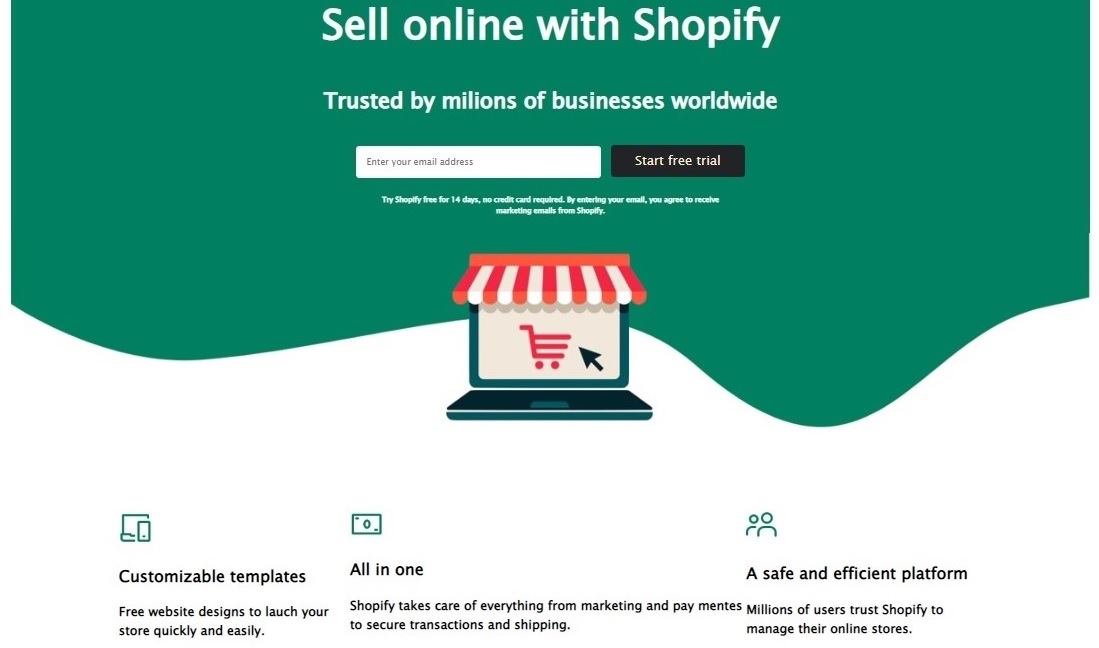 Sell online with Shopify
Trusted by milions of businesses worldwide
Enter your email address
Start free trial
Try Shopify free for 14 days, no credit card required. By entering your email, you agree to receive
marketing emails from Shopify.
Customizable templates
Free website designs to lauch your
store quickly and easily.
All in one
Shopify takes care of everything from marketing and pay mentes
to secure transactions and shipping.
A safe and efficient platform
Millions of users trust Shopify to
manage their online stores.